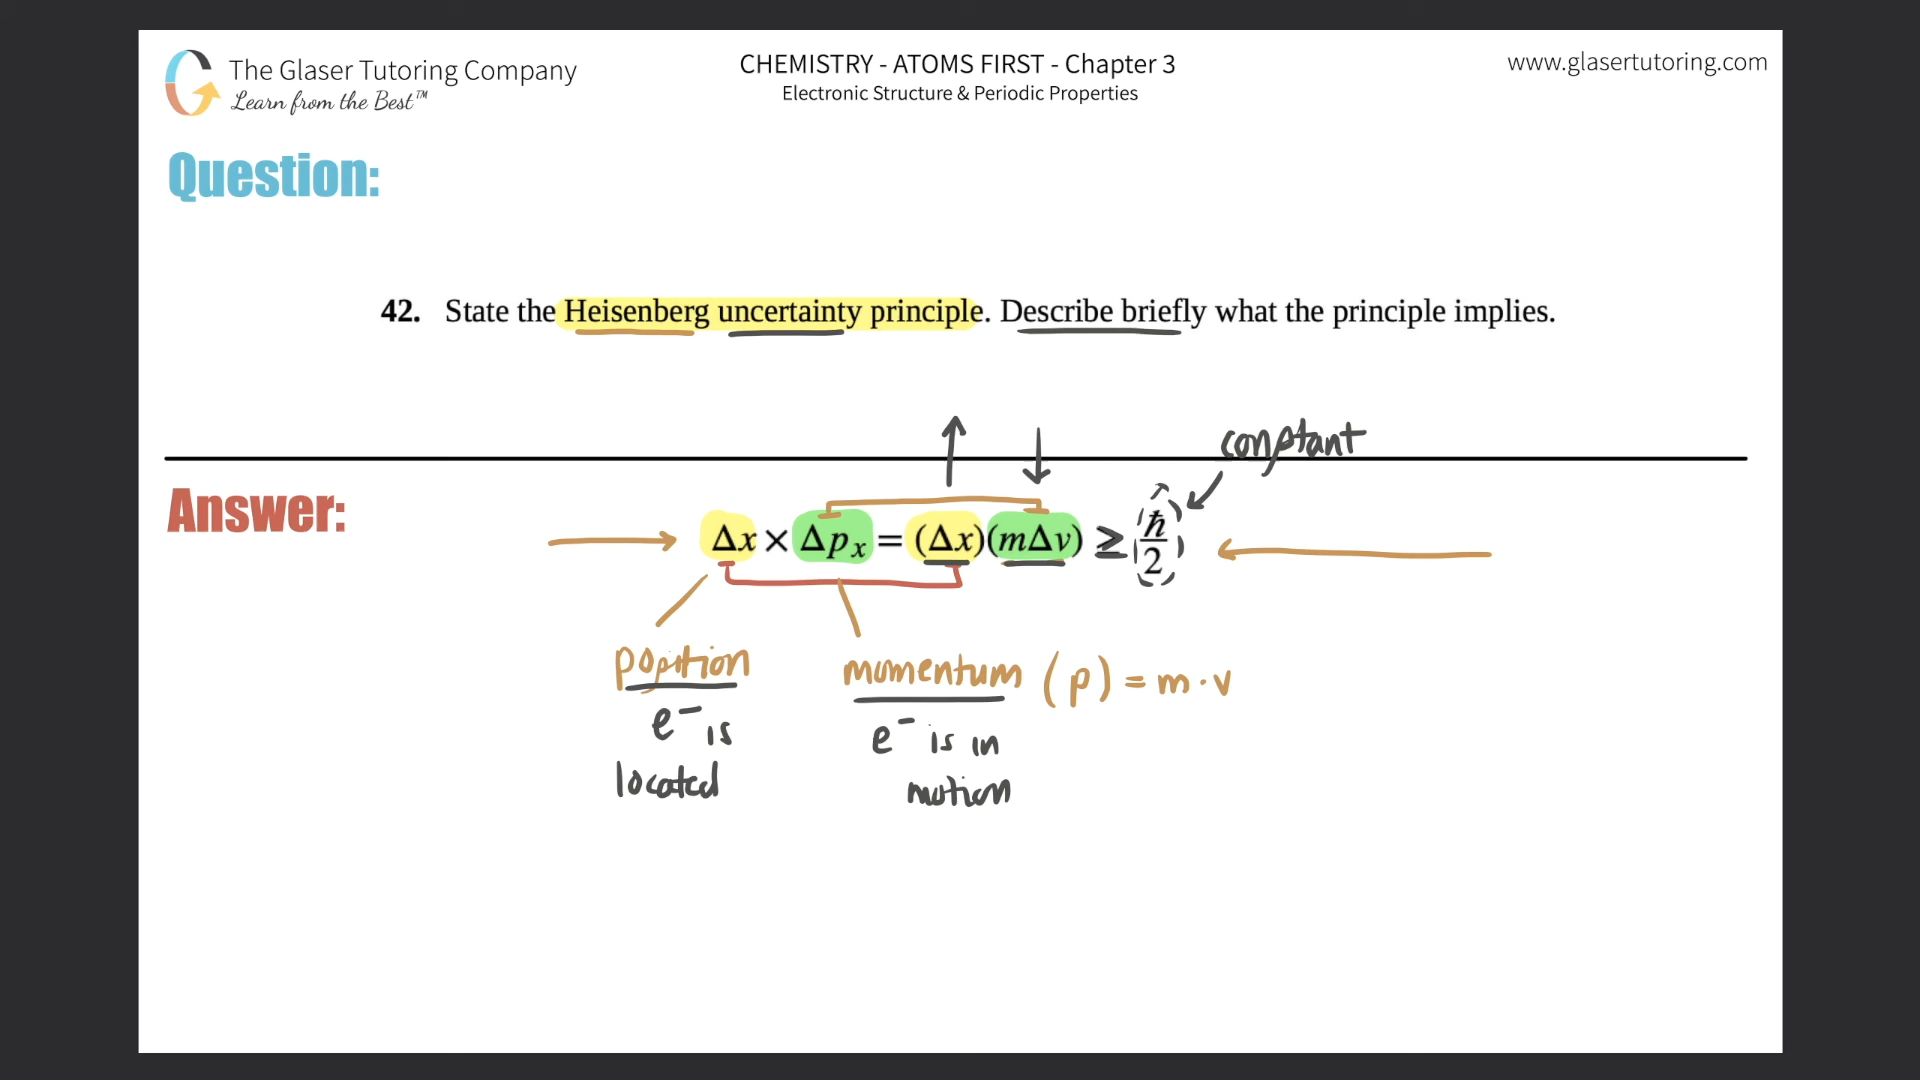 The Glaser Tutoring Company
Learn from the Best™
CHEMISTRY - ATOMS FIRST - Chapter 3
Electronic Structure & Periodic Properties
www.glasertutoring.com
Question:
42. State the Heisenberg uncertainty principle. Describe briefly what the principle implies.
constant
Answer:
Δx × Δpₓ = (Δx)(mΔv) ≥ ℏ/2
position
momentum (p) = m · v
e⁻ is
located
e⁻ is in
motion